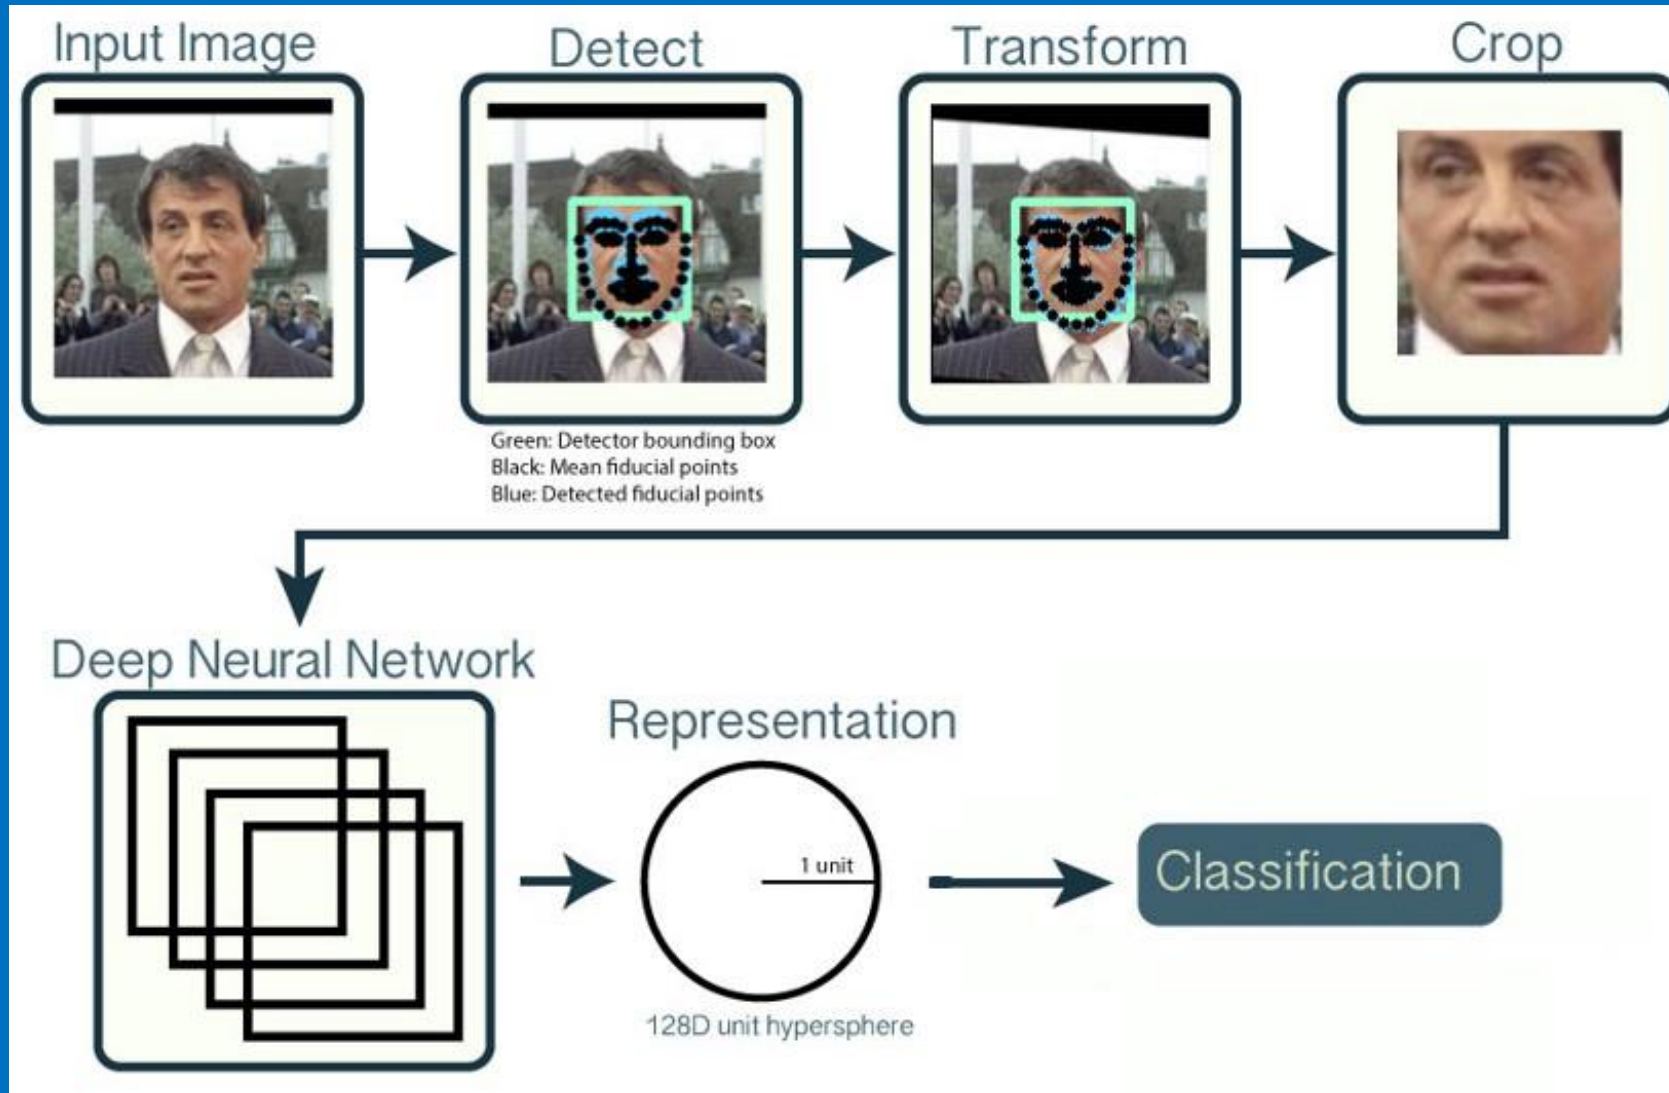 Input Image
Detect
Transform
Crop
Green: Detector bounding box
Black: Mean fiducial points
Blue: Detected fiducial points
Deep Neural Network
Representation
1 unit
128D unit hypersphere
Classification